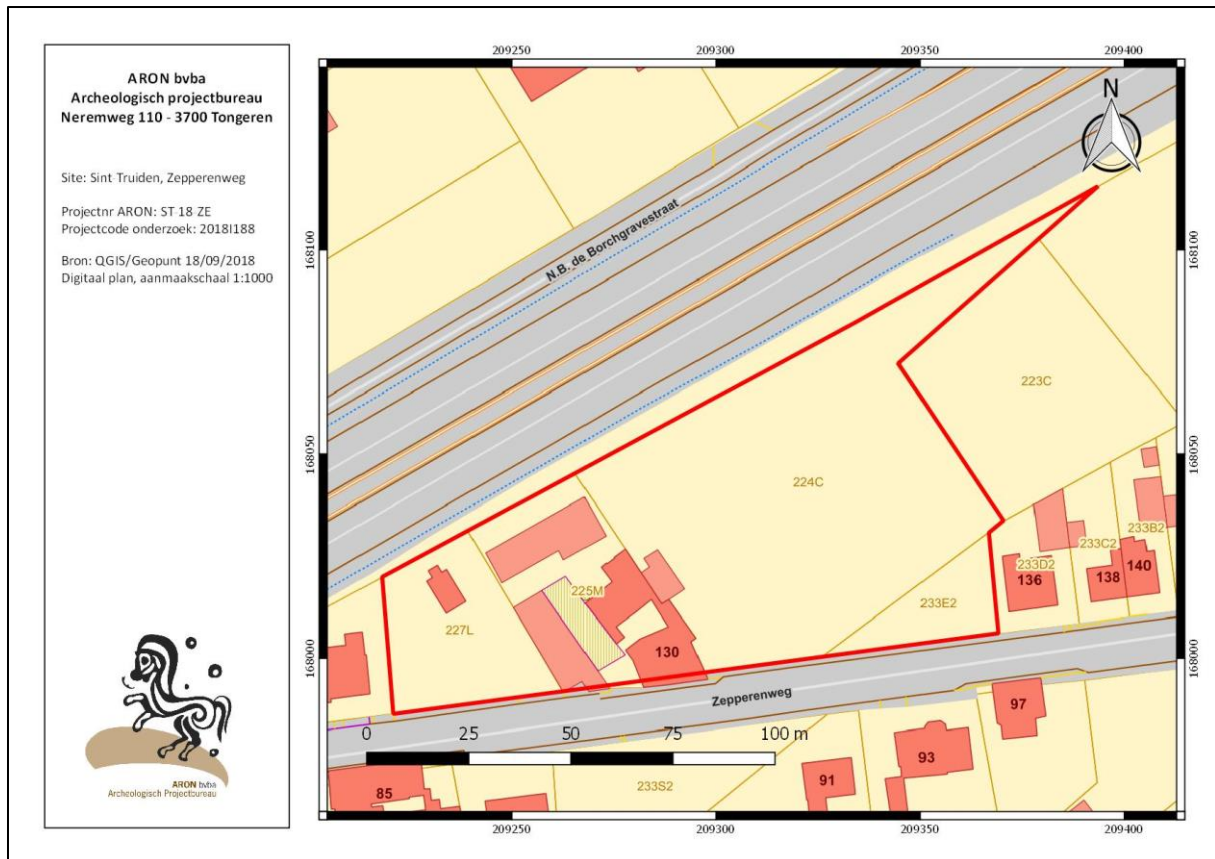 ARON bvba
Archeologisch projectbureau
Neremweg 110 - 3700 Tongeren
Site: Sint-Truiden, Zepperenweg
Projectnr ARON: ST-18-ZE
Projectcode onderzoek: 2018I188
Bron: QGIS/Geopunt 18/09/2018
Digitaal plan, aanmaakschaal 1:1000
ARON bvba
Archeologisch Projectbureau
209250
209300
209350
209400
N
N.B. de Borchgravestraat
168100
168100
223C
168050
168050
224C
233B2
233C2
233D2
136
138
140
225M
233E2
227L
130
168000
168000
Zepperenweg
97
0
25
50
75
100 m
93
91
233S2
85
209250
209300
209350
209400